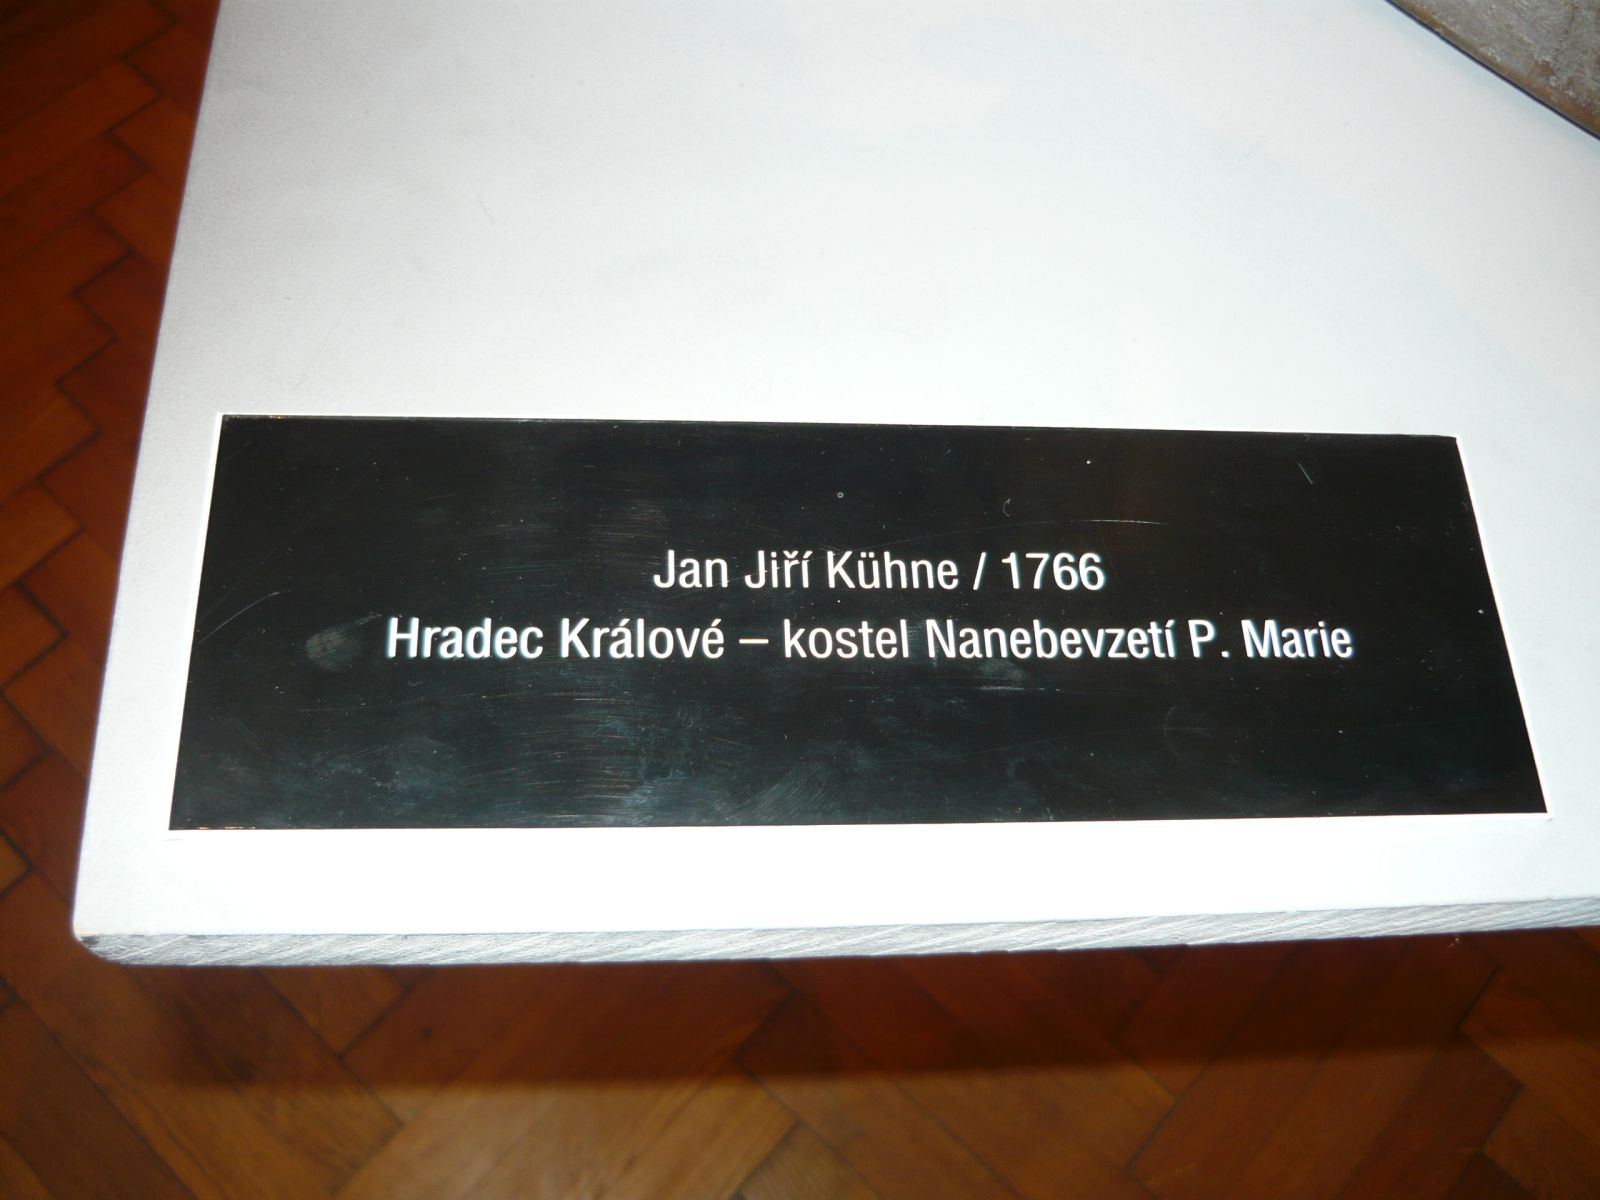 Jan Jiří Kühne / 1766
Hradec Králové – kostel Nanebevzetí P. Marie